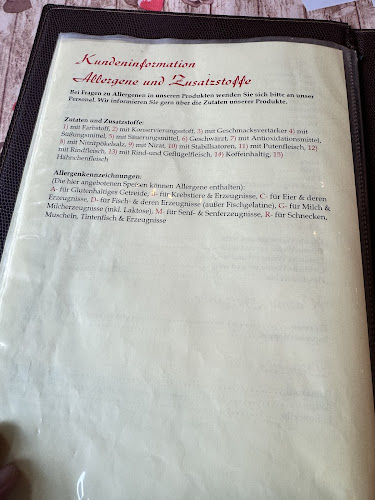 Kundeninformation
Allergene und Zusatzstoffe
Bei Fragen zu Allergenen in unseren Produkten wenden Sie sich bitte an unser
Personal. Wir informieren Sie gern über die Zutaten unserer Produkte.
Zutaten und Zusatzstoffe:
1) mit Farbstoff, 2) mit Konservierungsstoff, 3) mit Geschmacksvertärker 4) mit
Süßungsmittel, 5) mit Säuerungsmittel, 6) Geschwärzt, 7) mit Antioxidationsmittel,
8) mit Nitratpökelsalz, 9) mit Nizat, 10) mit Stabilisatoren, 11) mit Putenfleisch, 12)
mit Rindfleisch, 13) mit Rind-und Geflügelfleisch, 14) Koffeinhaltig, 15)
Hähnchenfleisch
Allergenkennzeichnungen:
(Die hier angebotenen Speisen können Allergene enthalten):
A- für Glutenhaltiges Getreide, für Krebstiere & Erzeugnisse, C- für Eier & deren
Erzeugnisse, D- für Fisch- & deren Erzeugnisse (außer Fischgelatine), G- für Milch &
Milcherzeugnisse (inkl. Laktose), M- für Senf- & Senferzeugnisse, R- für Schnecken,
Muscheln, Tintenfisch & Erzeugnisse